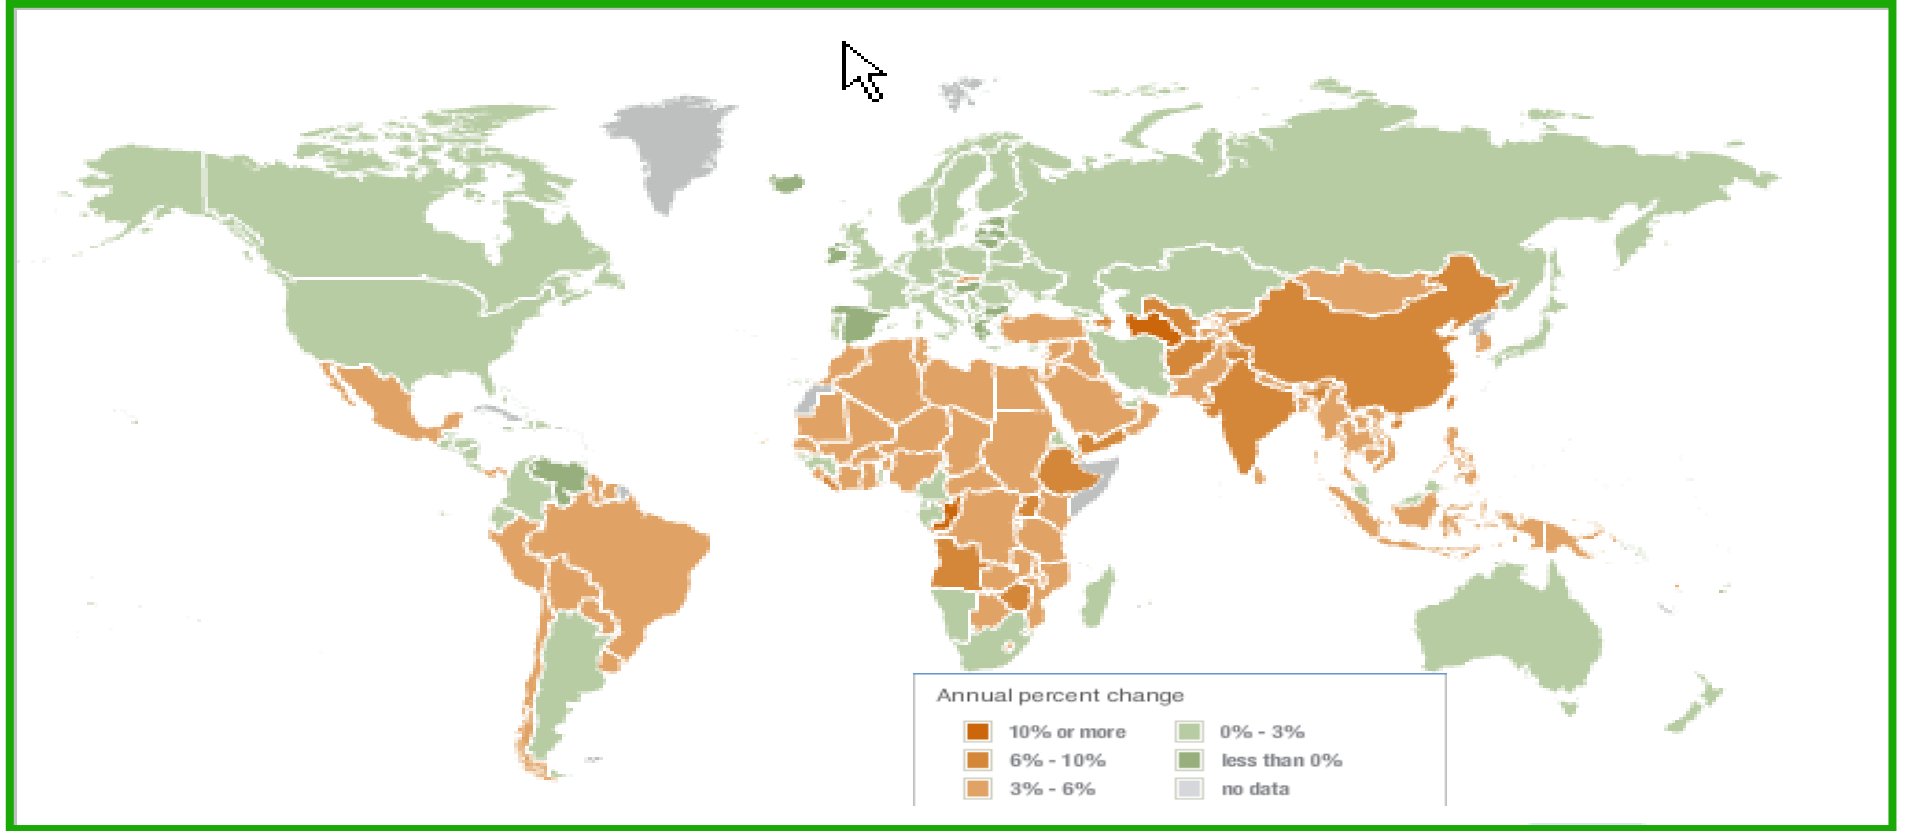 Annual percent change
10% or more
0% - 3%
6% - 10%
less than 0%
3% - 6%
no data